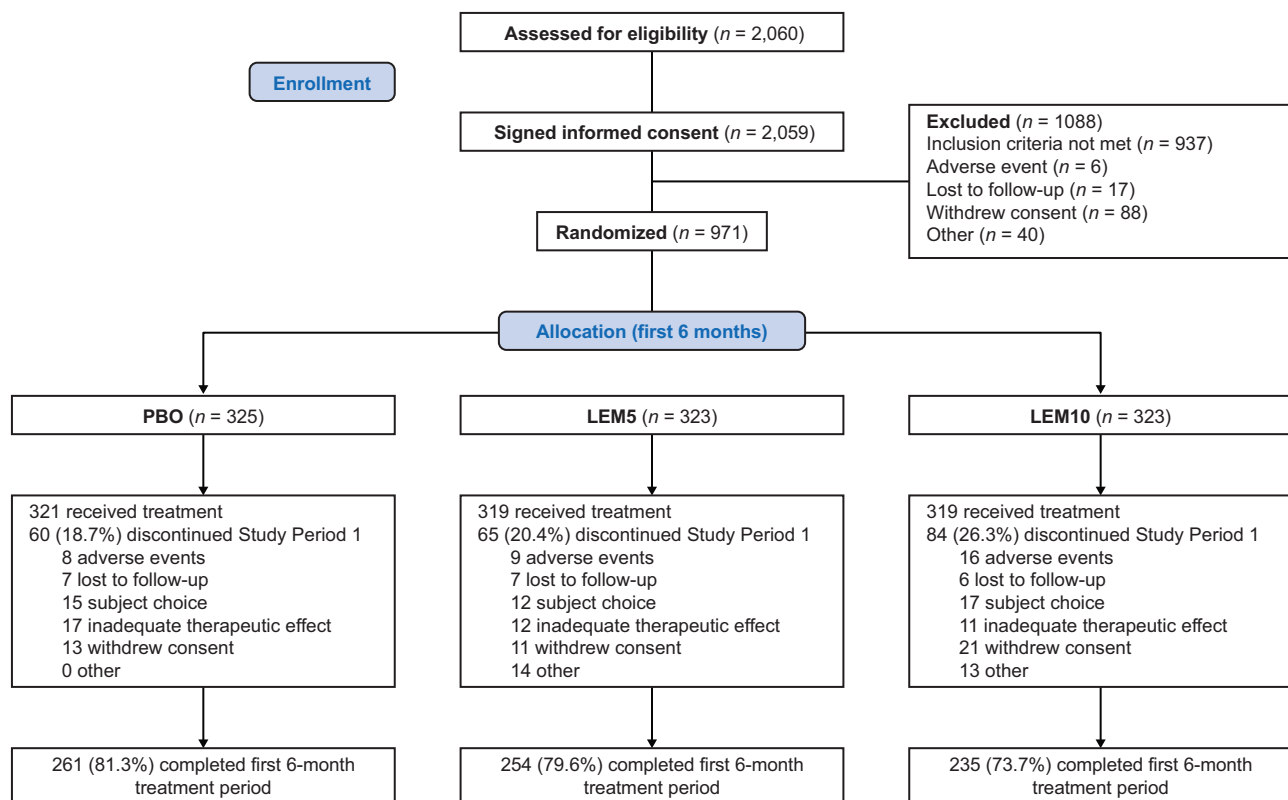 Assessed for eligibility (n = 2,060)
Enrollment
Signed informed consent (n = 2,059)
Excluded (n = 1088)
Inclusion criteria not met (n = 937)
Adverse event (n = 6)
Lost to follow-up (n = 17)
Withdrew consent (n = 88)
Other (n = 40)
Randomized (n = 971)
Allocation (first 6 months)
PBO (n = 325)
LEM5 (n = 323)
LEM10 (n = 323)
321 received treatment
60 (18.7%) discontinued Study Period 1
8 adverse events
7 lost to follow-up
15 subject choice
17 inadequate therapeutic effect
13 withdrew consent
0 other
319 received treatment
65 (20.4%) discontinued Study Period 1
9 adverse events
7 lost to follow-up
12 subject choice
12 inadequate therapeutic effect
11 withdrew consent
14 other
319 received treatment
84 (26.3%) discontinued Study Period 1
16 adverse events
6 lost to follow-up
17 subject choice
11 inadequate therapeutic effect
21 withdrew consent
13 other
261 (81.3%) completed first 6-month
treatment period
254 (79.6%) completed first 6-month
treatment period
235 (73.7%) completed first 6-month
treatment period